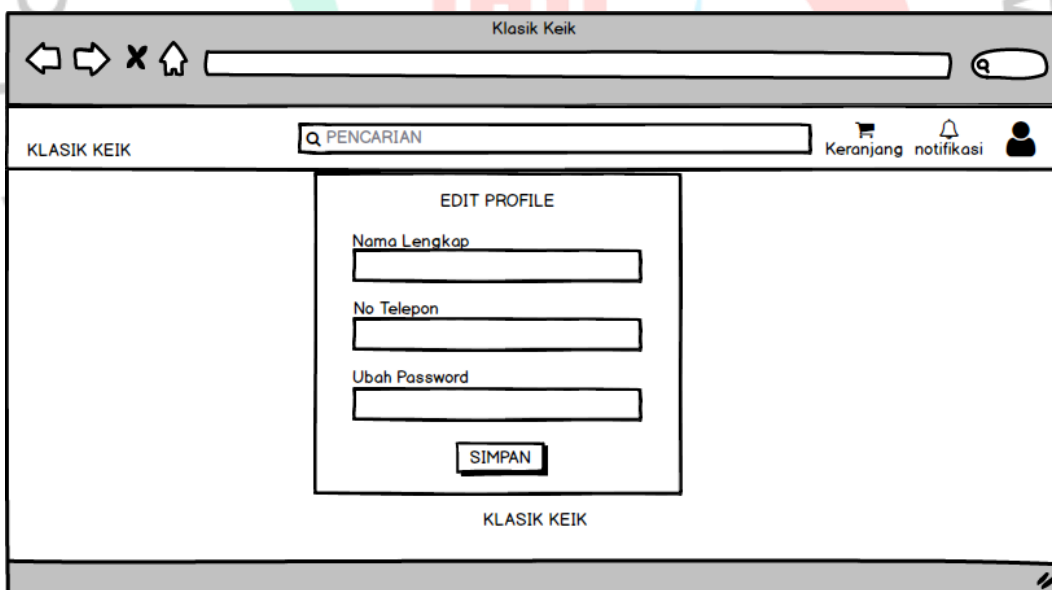 Klasik Keik
KLASIK KEIK
PENCARIAN
Keranjang
notifikasi
EDIT PROFILE
Nama Lengkap
No Telepon
Ubah Password
SIMPAN
KLASIK KEIK